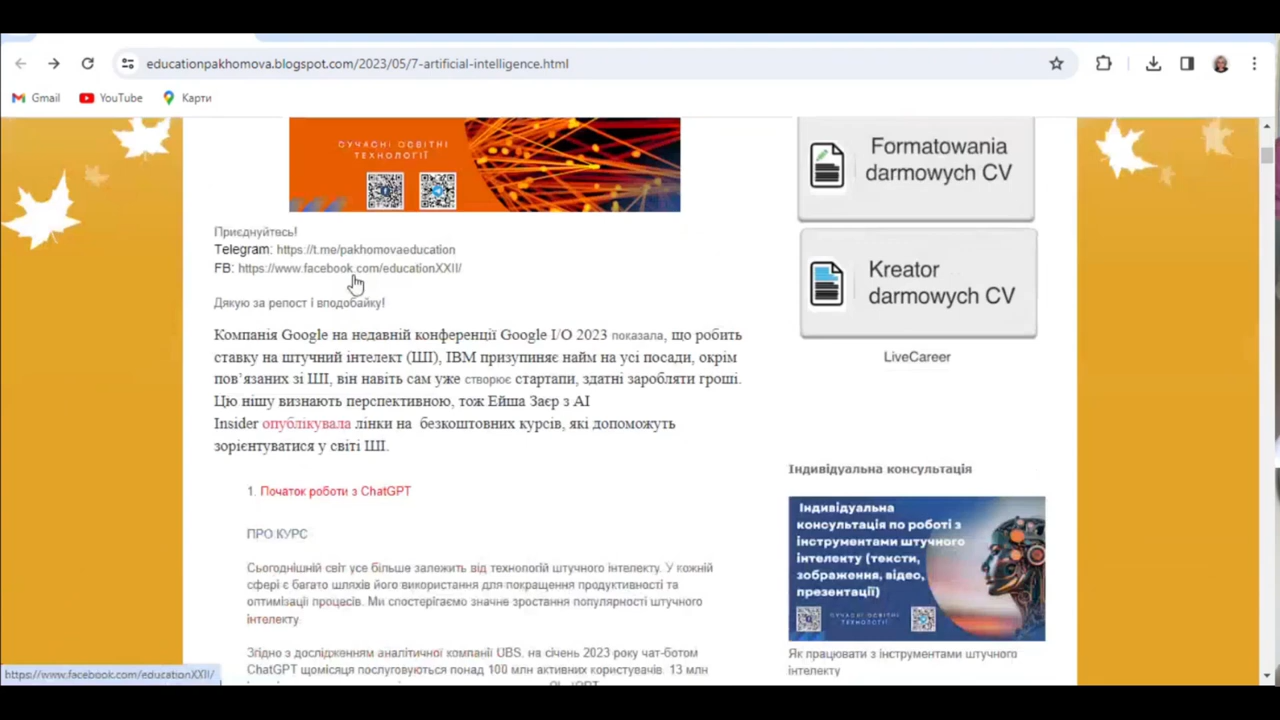 educationpakhomova.blogspot.com/2023/05/7-artificial-intelligence.html
Gmail
YouTube
Карти
СУЧАСНІ ОСВІТНІ
ТЕХНОЛОГІЇ
Приєднуйтесь!
Telegram: https://t.me/pakhomovaeducation
FB: https://www.facebook.com/educationXXII/
Дякую за репост і вподобайку!
Компанія Google на недавній конференції Google I/O 2023 показала, що робить
ставку на штучний інтелект (ШІ), IBM призупиняє найм на усі посади, окрім
пов’язаних зі ШІ, він навіть сам уже створює стартапи, здатні заробляти гроші.
Цю нішу визнають перспективною, тож Ейша Заєр з AI
Insider опублікувала лінки на безкоштовних курсів, які допоможуть
зорієнтуватися у світі ШІ.
1. Початок роботи з ChatGPT
ПРО КУРС
Сьогоднішній світ усе більше залежить від технологій штучного інтелекту. У кожній
сфері є багато шляхів його використання для покращення продуктивності та
оптимізації процесів. Ми спостерігаємо значне зростання популярності штучного
інтелекту.
Згідно з дослідженням аналітичної компанії UBS, на січень 2023 року чат-ботом
ChatGPT щомісяця послуговуються понад 100 млн активних користувачів. 13 млн
Formatowania
darmowych CV
Kreator
darmowych CV
LiveCareer
Індивідуальна консультація
Індивідуальна
консультація по роботі з
інструментами штучного
інтелекту (тексти,
зображення, відео,
презентації)
СУЧАСНІ ОСВІТНІ
ТЕХНОЛОГІЇ
Як працювати з інструментами штучного
інтелекту
https://www.facebook.com/educationXXII/